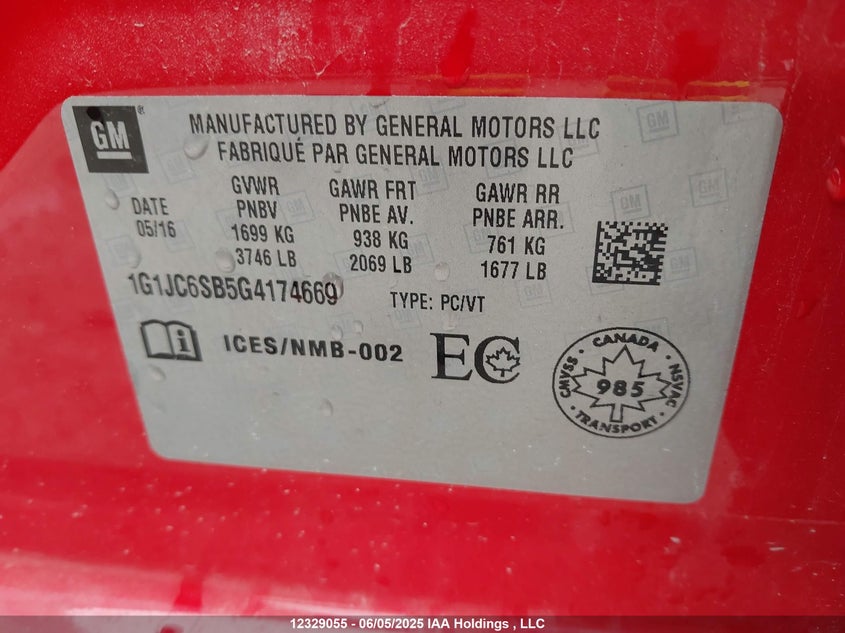 GM
MANUFACTURED BY GENERAL MOTORS LLC
FABRIQUÉ PAR GENERAL MOTORS LLC
DATE
05/16
GVWR
PNBV
1699 KG
3746 LB
GAWR FRT
PNBE AV.
938 KG
2069 LB
GAWR RR
PNBE ARR.
761 KG
1677 LB
1G1JC6SB5G4174669
TYPE: PC/VT
i ICES/NMB-002
EC
CANADA
CMVSS
985
NSVAC
TRANSPORT
12329055 - 06/05/2025 IAA Holdings , LLC